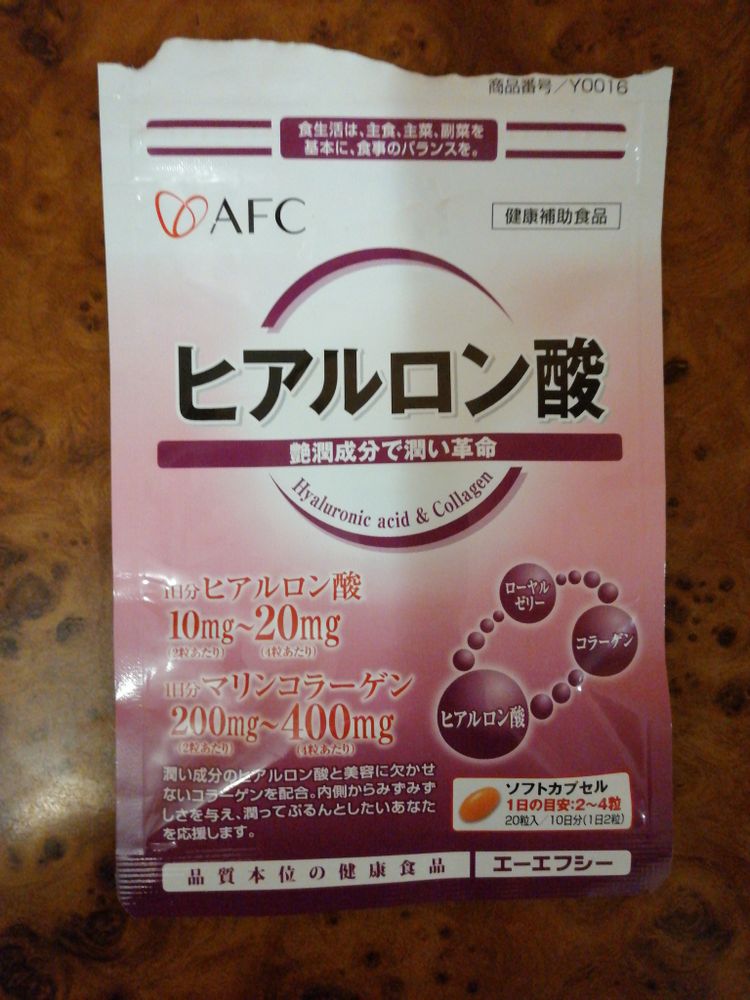 商品番号／Y0016
食生活は、主食、主菜、副菜を
基本に、食事のバランスを。
AFC
健康補助食品
ヒアルロン酸
艶潤成分で潤い革命
Hyaluronic acid & Collagen
1日分ヒアルロン酸
10mg～20mg
(2粒あたり) (4粒あたり)
1日分マリンコラーゲン
200mg～400mg
(2粒あたり) (4粒あたり)
ローヤル
ゼリー
コラーゲン
ヒアルロン酸
潤い成分のヒアルロン酸と美容に欠かせ
ないコラーゲンを配合。内側からみずみず
しさを与え、潤ってぷるんとしたいあなた
を応援します。
ソフトカプセル
1日の目安:2～4粒
20粒入／10日分(1日2粒)
品質本位の健康食品
エーエフシー